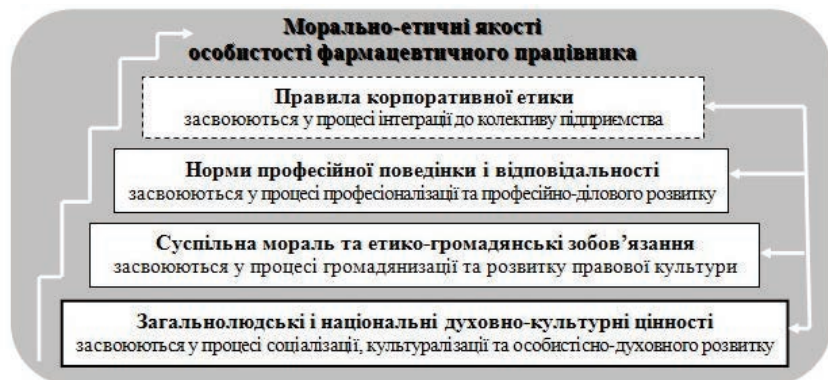 Морально-етичні якості
особистості фармацевтичного працівника
Правила корпоративної етики
засвоюються у процесі інтеграції до колективу підприємства
Норми професійної поведінки і відповідальності
засвоюються у процесі професіоналізації та професійно-ділового розвитку
Суспільна мораль та етико-громадянські зобов’язання
засвоюються у процесі громадянизації та розвитку правової культури
Загальнолюдські і національні духовно-культурні цінності
засвоюються у процесі соціалізації, культуралізації та особистісно-духовного розвитку